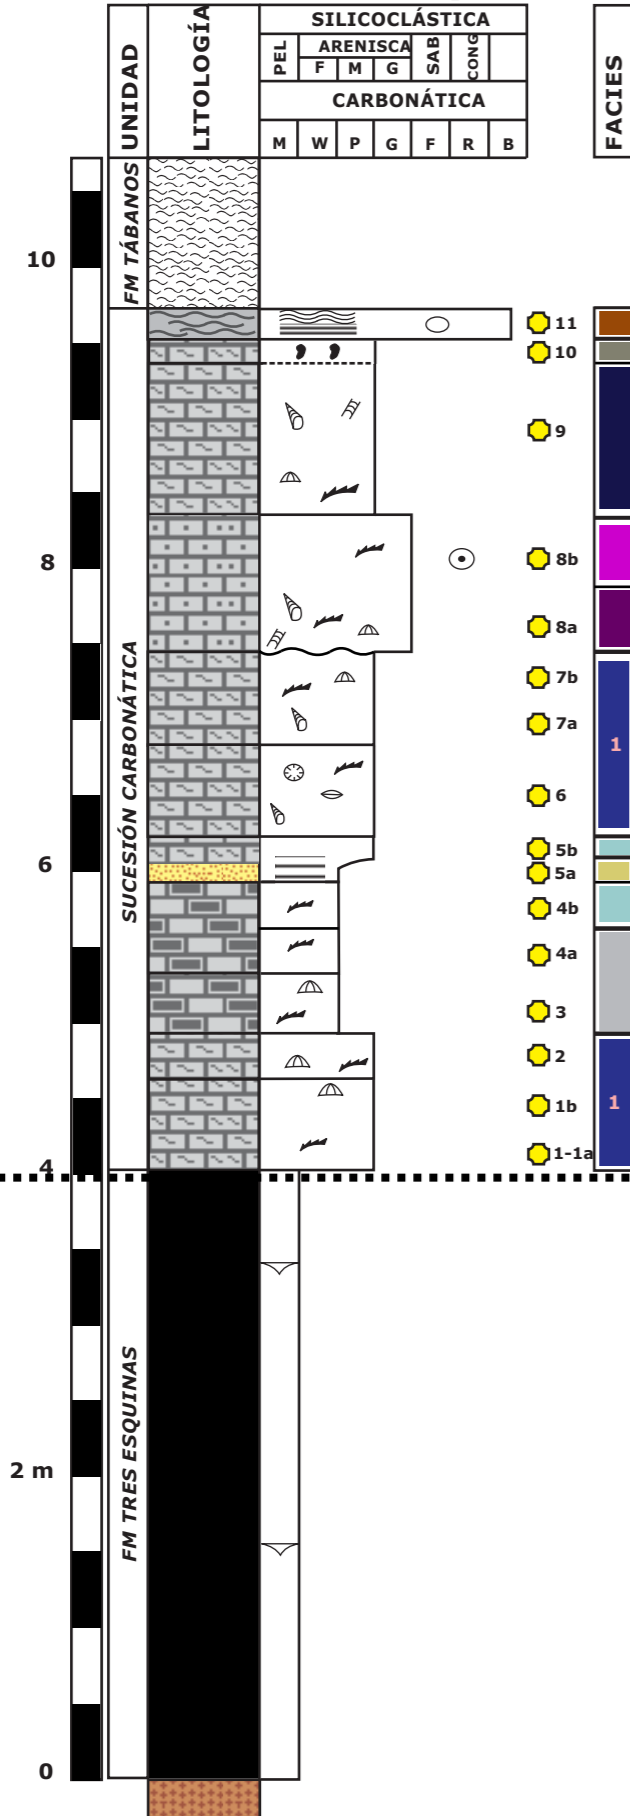 UNIDAD
LITOLOGÍA
SILICOCLÁSTICA
PEL
ARENISCA
SAB
CONG
F M G
CARBONÁTICA
M W P G F R B
FACIES
FM TÁBANOS
10
11
10
9
8
8b
8a
SUCESIÓN CARBONÁTICA
7b
7a
1
6
6
5b
5a
4b
4a
3
2
1b
1
1-1a
4
FM TRES ESQUINAS
2 m
0